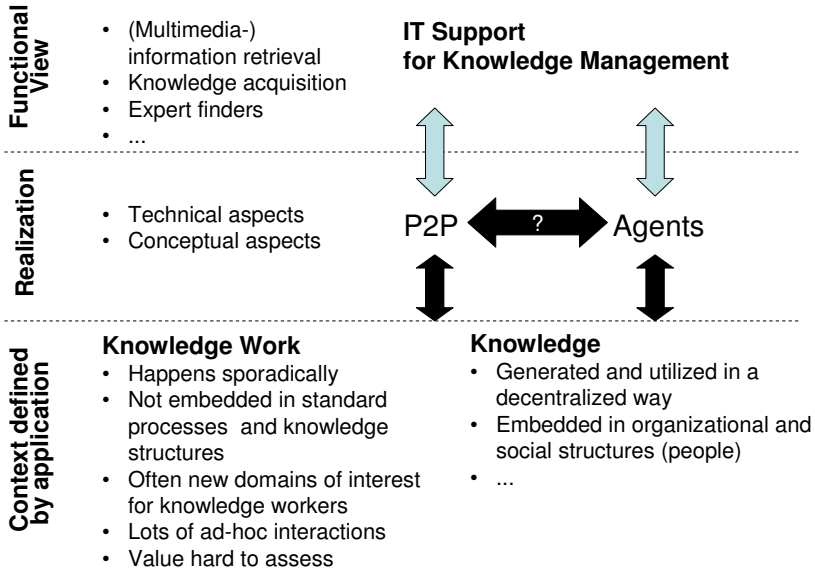 Functional
View
• (Multimedia-)
information retrieval
• Knowledge acquisition
• Expert finders
• ...
IT Support
for Knowledge Management
Realization
• Technical aspects
• Conceptual aspects
P2P
?
Agents
Context defined
by application
Knowledge Work
• Happens sporadically
• Not embedded in standard
processes and knowledge
structures
• Often new domains of interest
for knowledge workers
• Lots of ad-hoc interactions
• Value hard to assess
Knowledge
• Generated and utilized in a
decentralized way
• Embedded in organizational and
social structures (people)
• ...